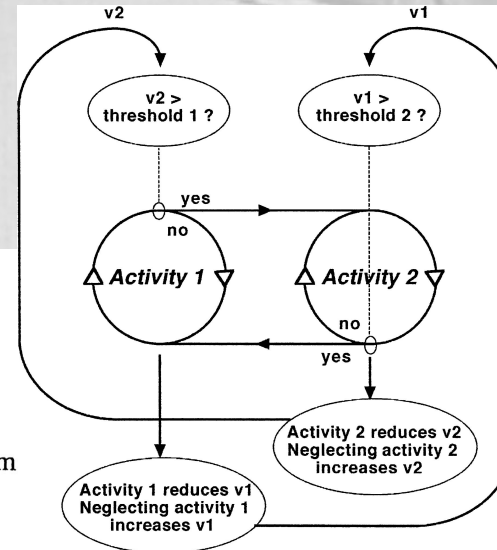 v2
v1
v2 >
threshold 1 ?
v1 >
threshold 2 ?
yes
no
Activity 1
Activity 2
no
yes
Activity 2 reduces v2
Neglecting activity 2
increases v2
Activity 1 reduces v1
Neglecting activity 1
increases v1